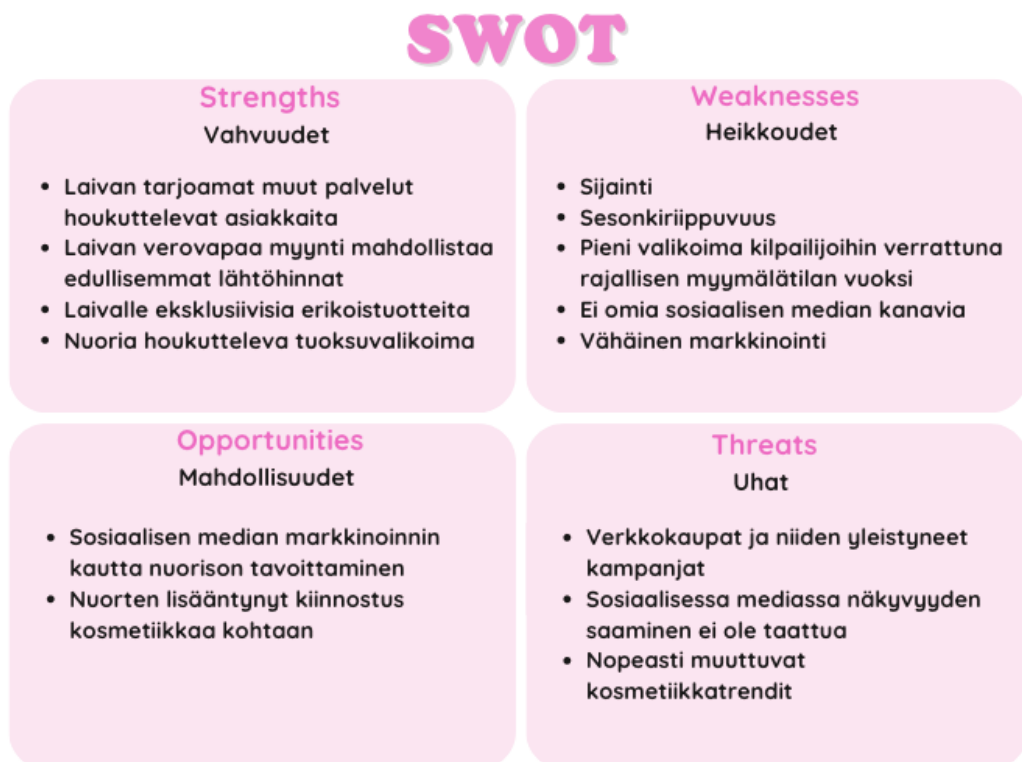 SWOT
Strengths
Vahvuudet
• Laivan tarjoamat muut palvelut
houkuttelevat asiakkaita
• Laivan verovapaa myynti mahdollistaa
edullisemmat lähtöhinnat
• Laivalle eksklusiivisia erikoistuotteita
• Nuoria houkutteleva tuoksuvalikoima
Weaknesses
Heikkoudet
• Sijainti
• Sesonkiriippuvuus
• Pieni valikoima kilpailijoihin verrattuna
rajallisen myymälätilan vuoksi
• Ei omia sosiaalisen median kanavia
• Vähäinen markkinointi
Opportunities
Mahdollisuudet
• Sosiaalisen median markkinoinnin
kautta nuorison tavoittaminen
• Nuorten lisääntynyt kiinnostus
kosmetiikkaa kohtaan
Threats
Uhat
• Verkkokaupat ja niiden yleistyneet
kampanjat
• Sosiaalisessa mediassa näkyvyyden
saaminen ei ole taattua
• Nopeasti muuttuvat
kosmetiikkatrendit